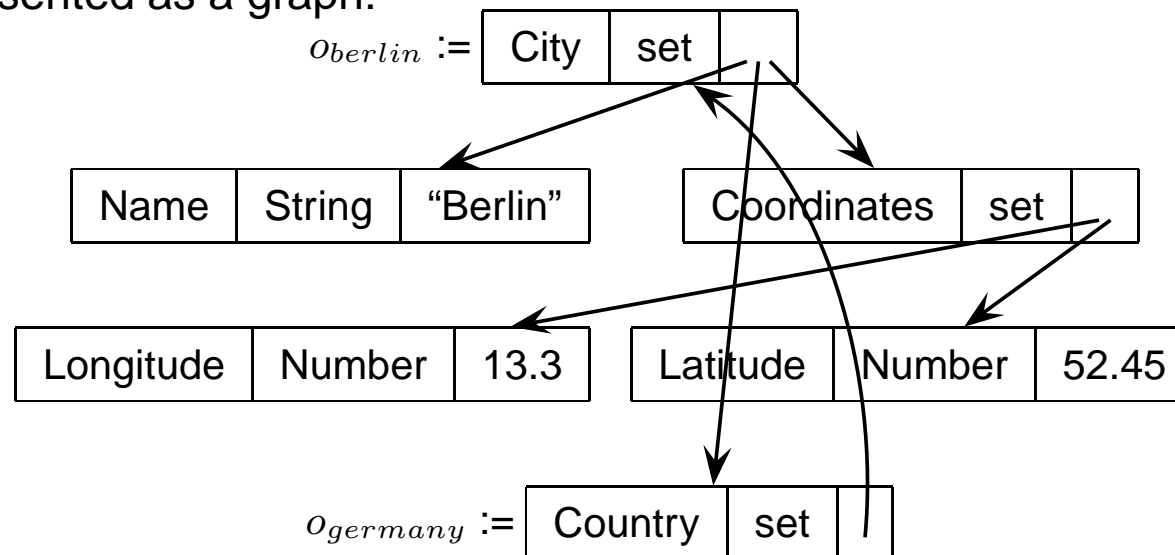 sented as a graph.
o_berlin := City set
Name String “Berlin” Coordinates set
Longitude Number 13.3 Latitude Number 52.45
o_germany := Country set